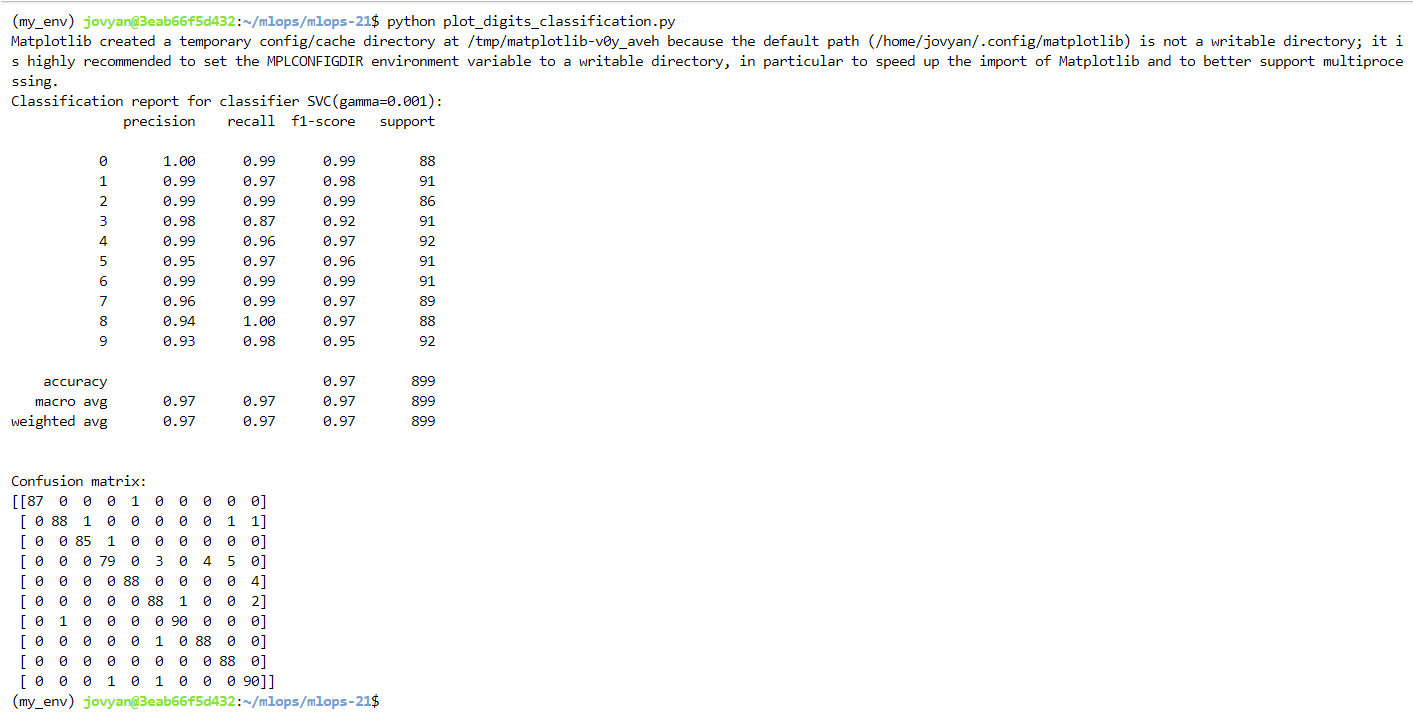 (my_env) jovyan@3eab66f5d432:~/mlops/mlops-21$ python plot_digits_classification.py
Matplotlib created a temporary config/cache directory at /tmp/matplotlib-v0y_aveh because the default path (/home/jovyan/.config/matplotlib) is not a writable directory; it i
s highly recommended to set the MPLCONFIGDIR environment variable to a writable directory, in particular to speed up the import of Matplotlib and to better support multiproce
ssing.
Classification report for classifier SVC(gamma=0.001):
              precision    recall  f1-score   support

           0       1.00      0.99      0.99        88
           1       0.99      0.97      0.98        91
           2       0.99      0.99      0.99        86
           3       0.98      0.87      0.92        91
           4       0.99      0.96      0.97        92
           5       0.95      0.97      0.96        91
           6       0.99      0.99      0.99        91
           7       0.96      0.99      0.97        89
           8       0.94      1.00      0.97        88
           9       0.93      0.98      0.95        92

    accuracy                           0.97       899
   macro avg       0.97      0.97      0.97       899
weighted avg       0.97      0.97      0.97       899


Confusion matrix:
[[87  0  0  0  1  0  0  0  0  0]
 [ 0 88  1  0  0  0  0  0  1  1]
 [ 0  0 85  1  0  0  0  0  0  0]
 [ 0  0  0 79  0  3  0  4  5  0]
 [ 0  0  0  0 88  0  0  0  0  4]
 [ 0  0  0  0  0 88  1  0  0  2]
 [ 0  1  0  0  0  0 90  0  0  0]
 [ 0  0  0  0  0  1  0 88  0  0]
 [ 0  0  0  0  0  0  0  0 88  0]
 [ 0  0  0  1  0  1  0  0  0 90]]
(my_env) jovyan@3eab66f5d432:~/mlops/mlops-21$